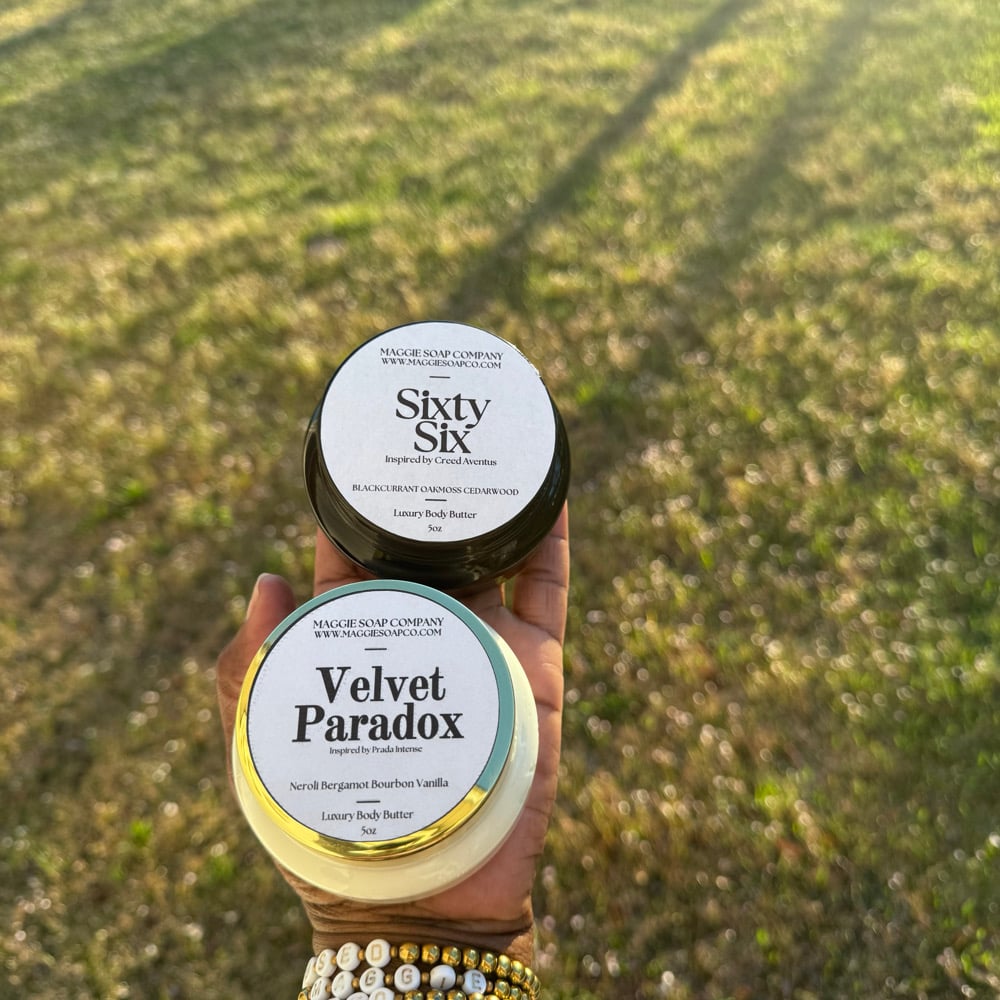 MAGGIE SOAP COMPANY
WWW.MAGGIESOAPCO.COM
Sixty
Six
Inspired by Creed Aventus
BLACKCURRANT OAKMOSS CEDARWOOD
Luxury Body Butter
5oz
MAGGIE SOAP COMPANY
WWW.MAGGIESOAPCO.COM
Velvet
Paradox
Inspired by Prada Intense
Neroli Bergamot Bourbon Vanilla
Luxury Body Butter
5oz
MAGGIE